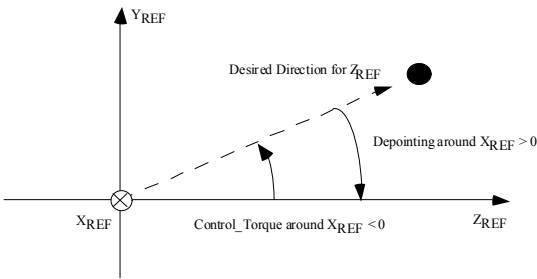 YREF
Desired Direction for ZREF
Depointing around XREF > 0
XREF
Control_Torque around XREF < 0
ZREF